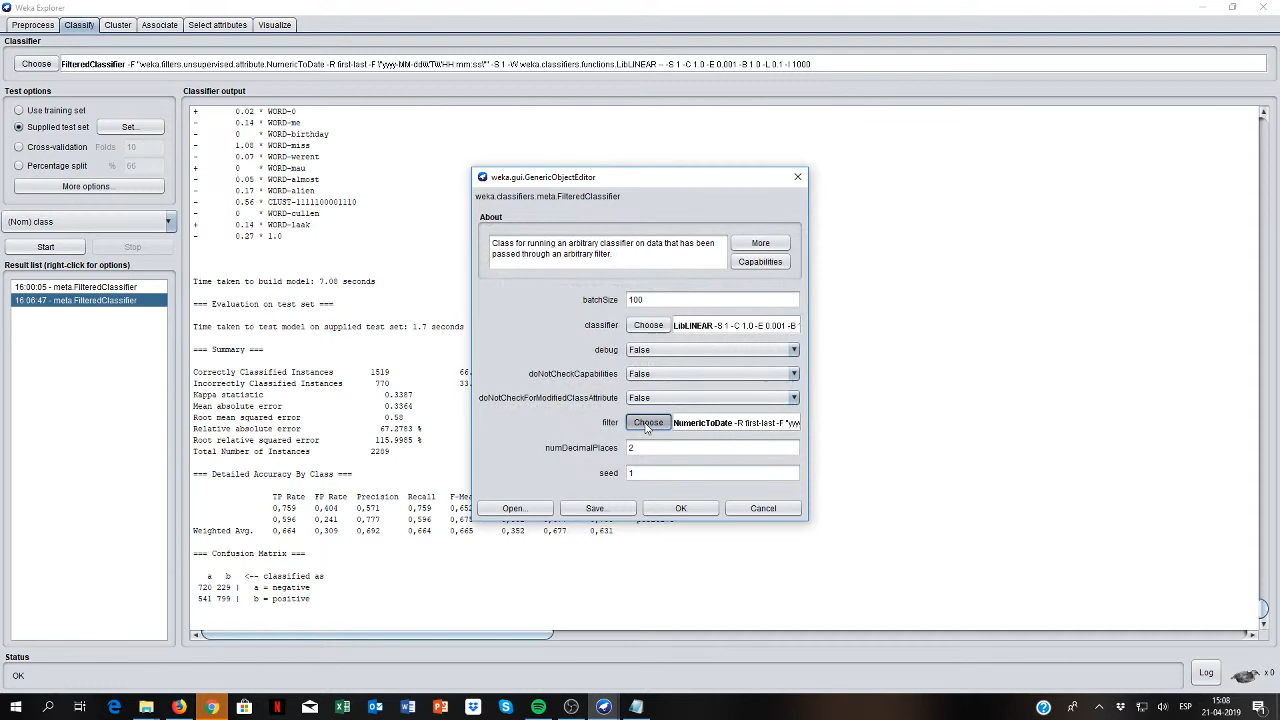 Weka Explorer
Preprocess Classify Cluster Associate Select attributes Visualize
Classifier
Choose FilteredClassifier -F "weka.filters.unsupervised.attribute.NumericToDate -R first-last -F \"yyyy-MM-dd'T'HH:mm:ss\"" -S 1 -W weka.classifiers.functions.LibLINEAR -- -S 1 -C 1.0 -E 0.001 -B 1.0 -L 0.1 -I 1000
Test options
Use training set
Supplied test set Set...
Cross-validation Folds 10
Percentage split % 66
More options...
(Nom) class
Start Stop
Result list (right-click for options)
16:00:05 - meta.FilteredClassifier
16:06:47 - meta.FilteredClassifier
Classifier output
+ 0.02 * WORD-0
- 0.14 * WORD-me
- 0 * WORD-birthday
- 1.08 * WORD-miss
- 0.07 * WORD-werent
+ 0 * WORD-mau
- 0.05 * WORD-almost
- 0.17 * WORD-alien
- 0.56 * CLUST-1111100001110
- 0 * WORD-cullen
+ 0.14 * WORD-laak
- 0.27 * 1.0
Time taken to build model: 7.08 seconds
=== Evaluation on test set ===
Time taken to test model on supplied test set: 1.7 seconds
=== Summary ===
Correctly Classified Instances 1519 66.
Incorrectly Classified Instances 770 33.
Kappa statistic 0.3387
Mean absolute error 0.3364
Root mean squared error 0.58
Relative absolute error 67.2783 %
Root relative squared error 115.9985 %
Total Number of Instances 2289
=== Detailed Accuracy By Class ===
TP Rate FP Rate Precision Recall F-Mea
0,759 0,404 0,571 0,759 0,652
0,596 0,241 0,777 0,596 0,675
Weighted Avg. 0,664 0,309 0,692 0,664 0,665 0,352 0,677 0,631
=== Confusion Matrix ===
a b <-- classified as
720 229 | a = negative
541 799 | b = positive
weka.gui.GenericObjectEditor
weka.classifiers.meta.FilteredClassifier
About
Class for running an arbitrary classifier on data that has been
passed through an arbitrary filter.
More
Capabilities
batchSize 100
classifier Choose LibLINEAR -S 1 -C 1.0 -E 0.001 -B
debug False
doNotCheckCapabilities False
doNotCheckForModifiedClassAttribute False
filter Choose NumericToDate -R first-last -F "yyy
numDecimalPlaces 2
seed 1
Open... Save... OK Cancel
Status
OK
Log x 0
ESP
15:08
21-04-2019